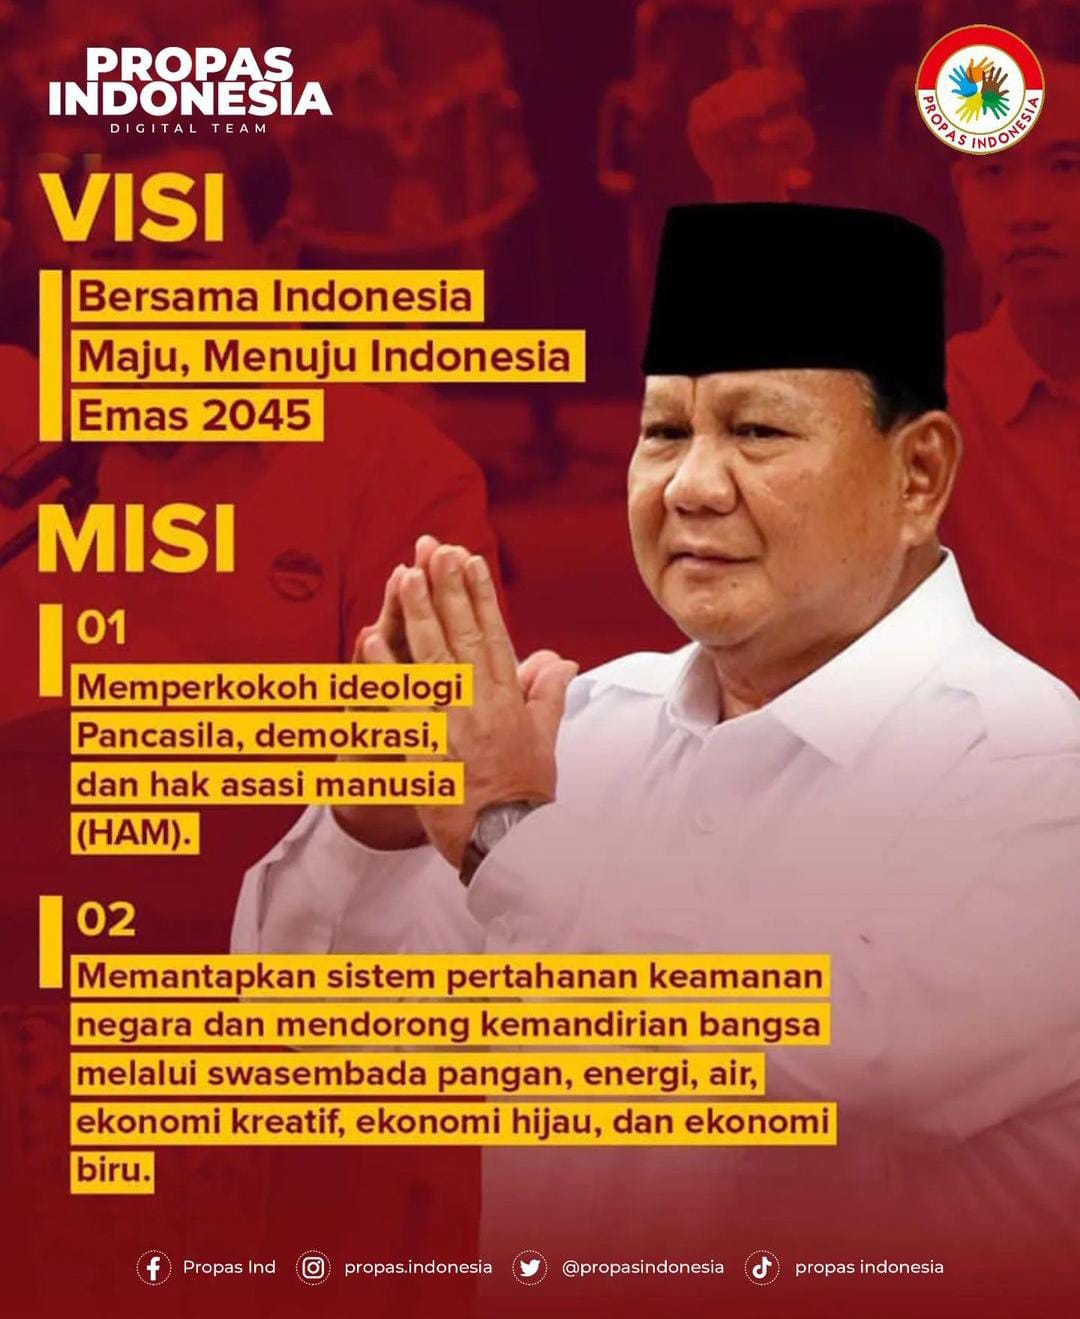 PROPAS
INDONESIA
DIGITAL TEAM
PROPAS INDONESIA
VISI
Bersama Indonesia
Maju, Menuju Indonesia
Emas 2045
MISI
01
Memperkokoh ideologi
Pancasila, demokrasi,
dan hak asasi manusia
(HAM).
02
Memantapkan sistem pertahanan keamanan
negara dan mendorong kemandirian bangsa
melalui swasembada pangan, energi, air,
ekonomi kreatif, ekonomi hijau, dan ekonomi
biru.
Propas Ind
propas.indonesia
@propasindonesia
propas indonesia